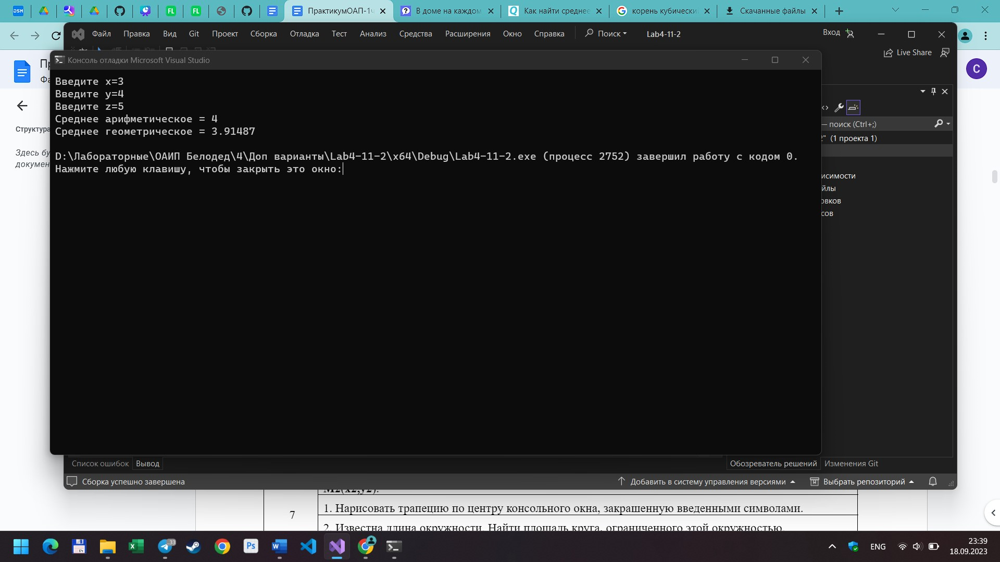 DSM
FL
FL
ПрактикумОАП-1ч
В доме на каждом
Q
Как найти среднее
G
корень кубически
Скачанные файлы
Файл Правка Вид Git Проект Сборка Отладка Тест Анализ Средства Расширения Окно Справка Поиск Lab4-11-2
Вход
Live Share
Консоль отладки Microsoft Visual Studio
C
Введите x=3
Введите y=4
Введите z=5
Среднее арифметическое = 4
Среднее геометрическое = 3.91487
D:\Лабораторные\ОАИП Белодед\4\Доп варианты\Lab4-11-2\x64\Debug\Lab4-11-2.exe (процесс 2752) завершил работу с кодом 0.
Нажмите любую клавишу, чтобы закрыть это окно:
Структура
Здесь бу
докумен
— поиск (Ctrl+;)
2" (1 проекта 1)
исимости
йлы
овков
сов
Список ошибок Вывод
Обозреватель решений Изменения Git
Сборка успешно завершена
Добавить в систему управления версиями
Выбрать репозиторий
M2(x2,y2).
7
1. Нарисовать трапецию по центру консольного окна, закрашенную введенными символами.
2. Известна длина окружности. Найти площадь круга, ограниченного этой окружностью.
64
33
Ps
ENG
23:39
18.09.2023